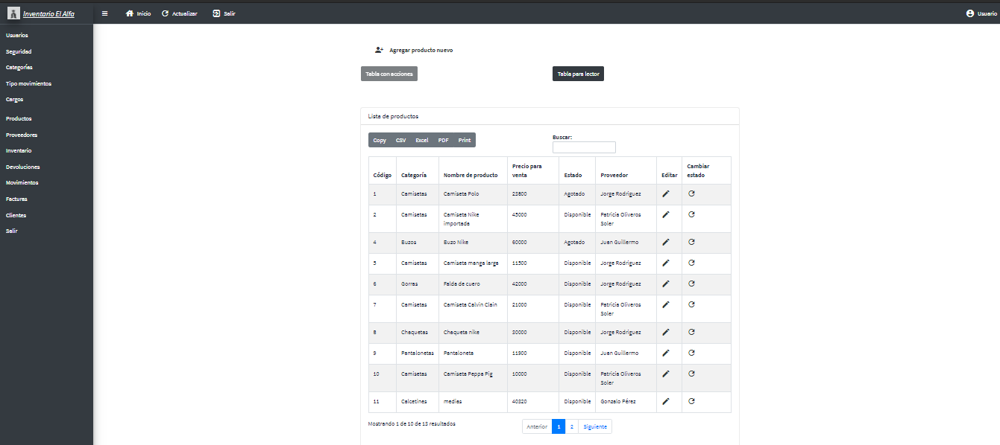 Inventario El Alfa
Inicio Actualizar Salir Usuario
Usuarios
Seguridad
Categorías
Tipo movimientos
Cargos
Productos
Proveedores
Inventario
Devoluciones
Movimientos
Facturas
Clientes
Salir
Agregar producto nuevo
Tabla con acciones Tabla para lector
Lista de productos
Copy CSV Excel PDF Print
Buscar:
Código Categoría Nombre de producto Precio para venta Estado Proveedor Editar Cambiar estado
1 Camisetas Camiseta Polo 23800 Agotado Jorge Rodriguez
2 Camisetas Camiseta Nike importada 45000 Disponible Patricia Oliveros Soler
4 Buzos Buzo Nike 60000 Agotado Juan Guillermo
5 Camisetas Camiseta manga larga 11500 Disponible Jorge Rodriguez
6 Gorras Falda de cuero 42000 Disponible Jorge Rodriguez
7 Camisetas Camiseta Calvin Clain 21000 Disponible Patricia Oliveros Soler
8 Chaquetas Chaqueta nike 30000 Disponible Jorge Rodriguez
9 Pantalonetas Pantaloneta 11900 Disponible Juan Guillermo
10 Camisetas Camiseta Peppa Pig 10000 Disponible Patricia Oliveros Soler
11 Calcetines medias 40320 Disponible Gonzalo Pérez
Mostrando 1 de 10 de 13 resultados
Anterior 1 2 Siguiente